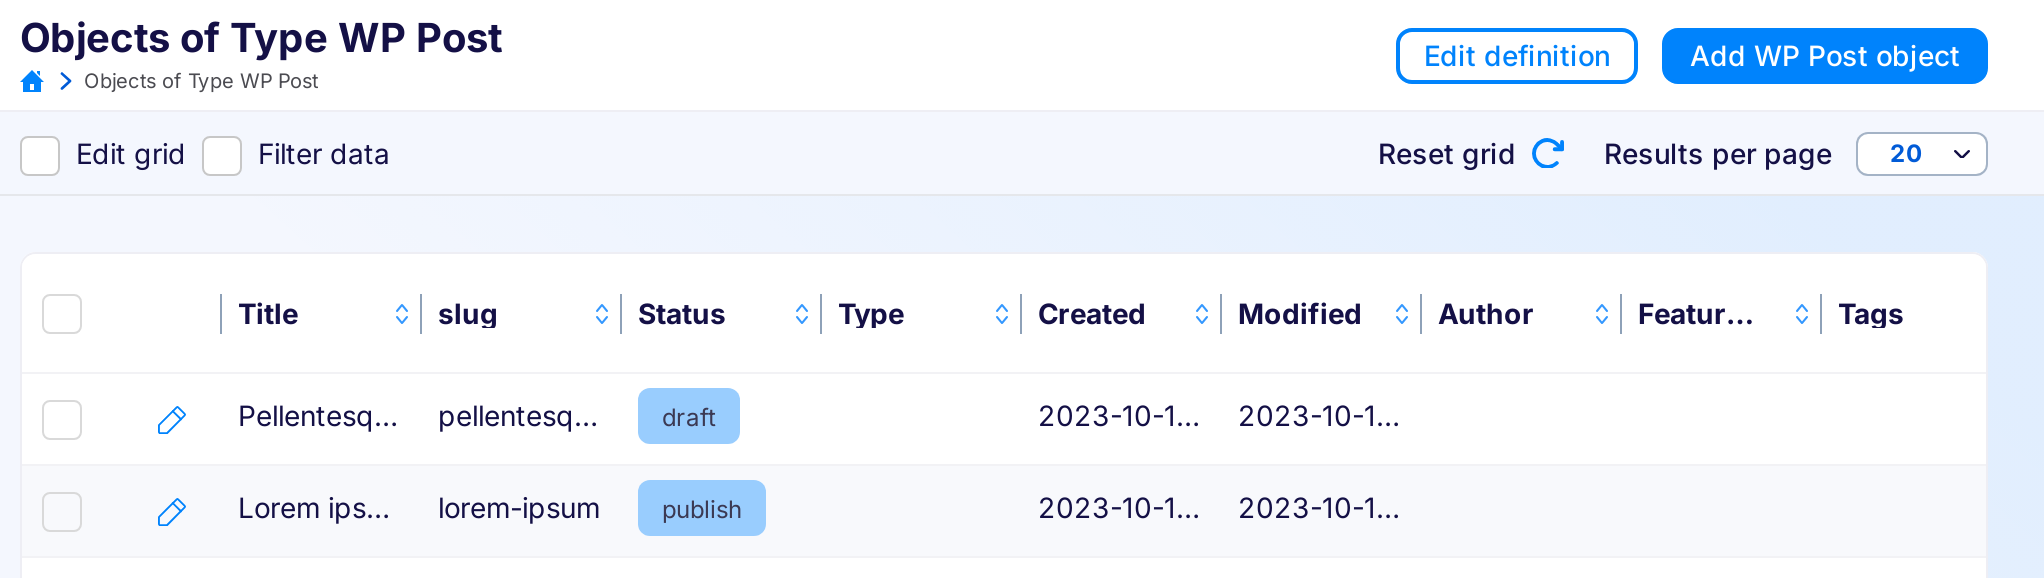 Objects of Type WP Post
Objects of Type WP Post
Edit definition
Add WP Post object
Edit grid
Filter data
Reset grid
Results per page
20
Title slug Status Type Created Modified Author Featur... Tags
Pellentesq... pellentesq... draft 2023-10-1... 2023-10-1...
Lorem ips... lorem-ipsum publish 2023-10-1... 2023-10-1...